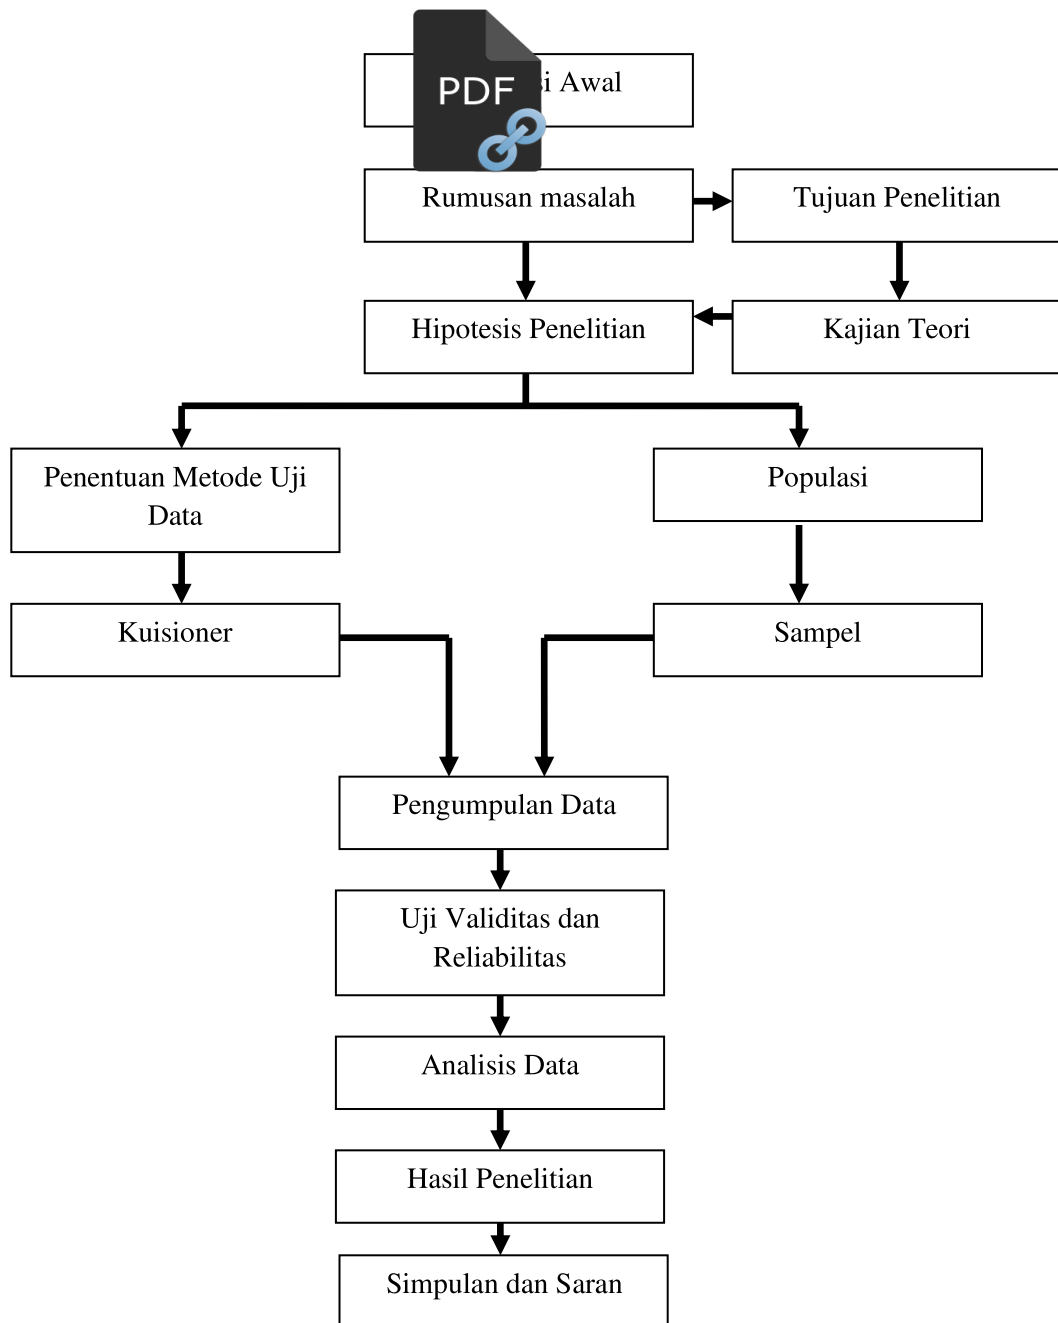 PDF
Awal
Rumusan masalah
Tujuan Penelitian
Hipotesis Penelitian
Kajian Teori
Penentuan Metode Uji
Data
Populasi
Kuisioner
Sampel
Pengumpulan Data
Uji Validitas dan
Reliabilitas
Analisis Data
Hasil Penelitian
Simpulan dan Saran